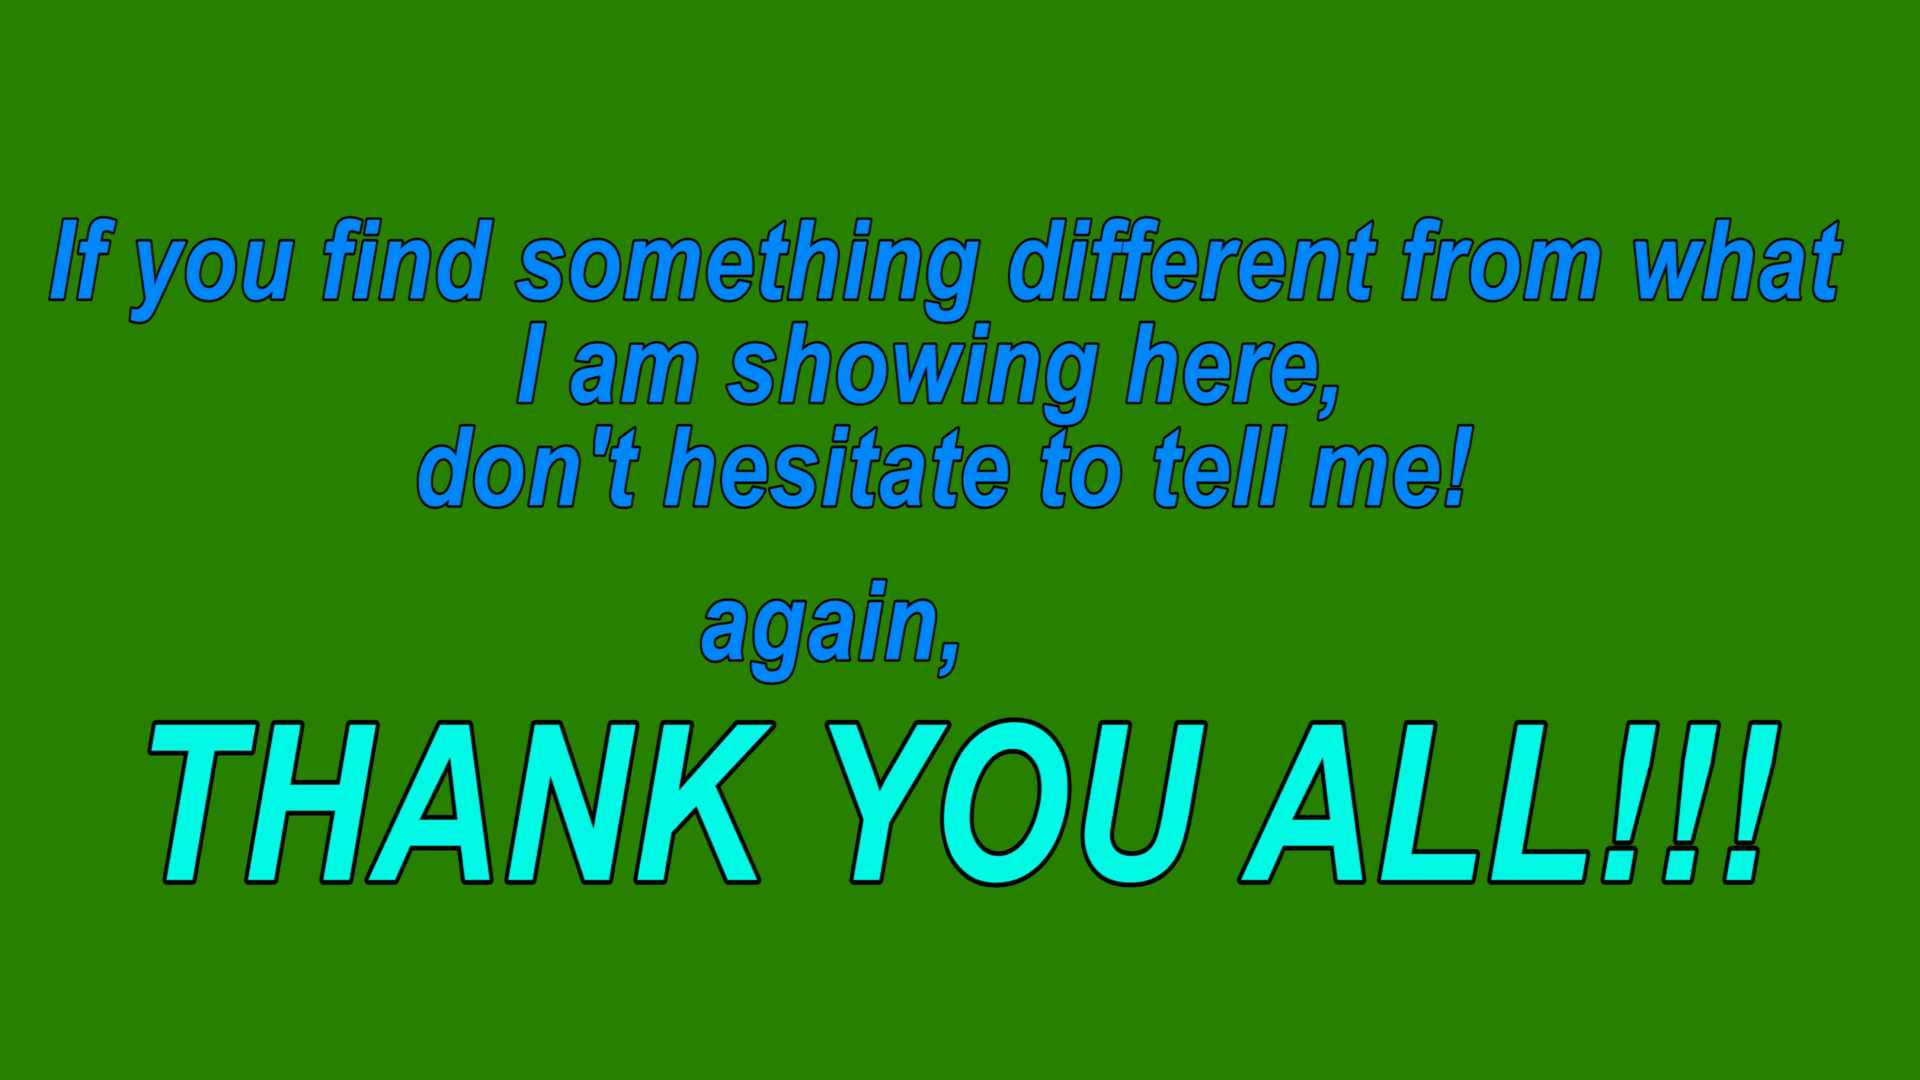 If you find something different from what
I am showing here,
don't hesitate to tell me!
again,
THANK YOU ALL!!!